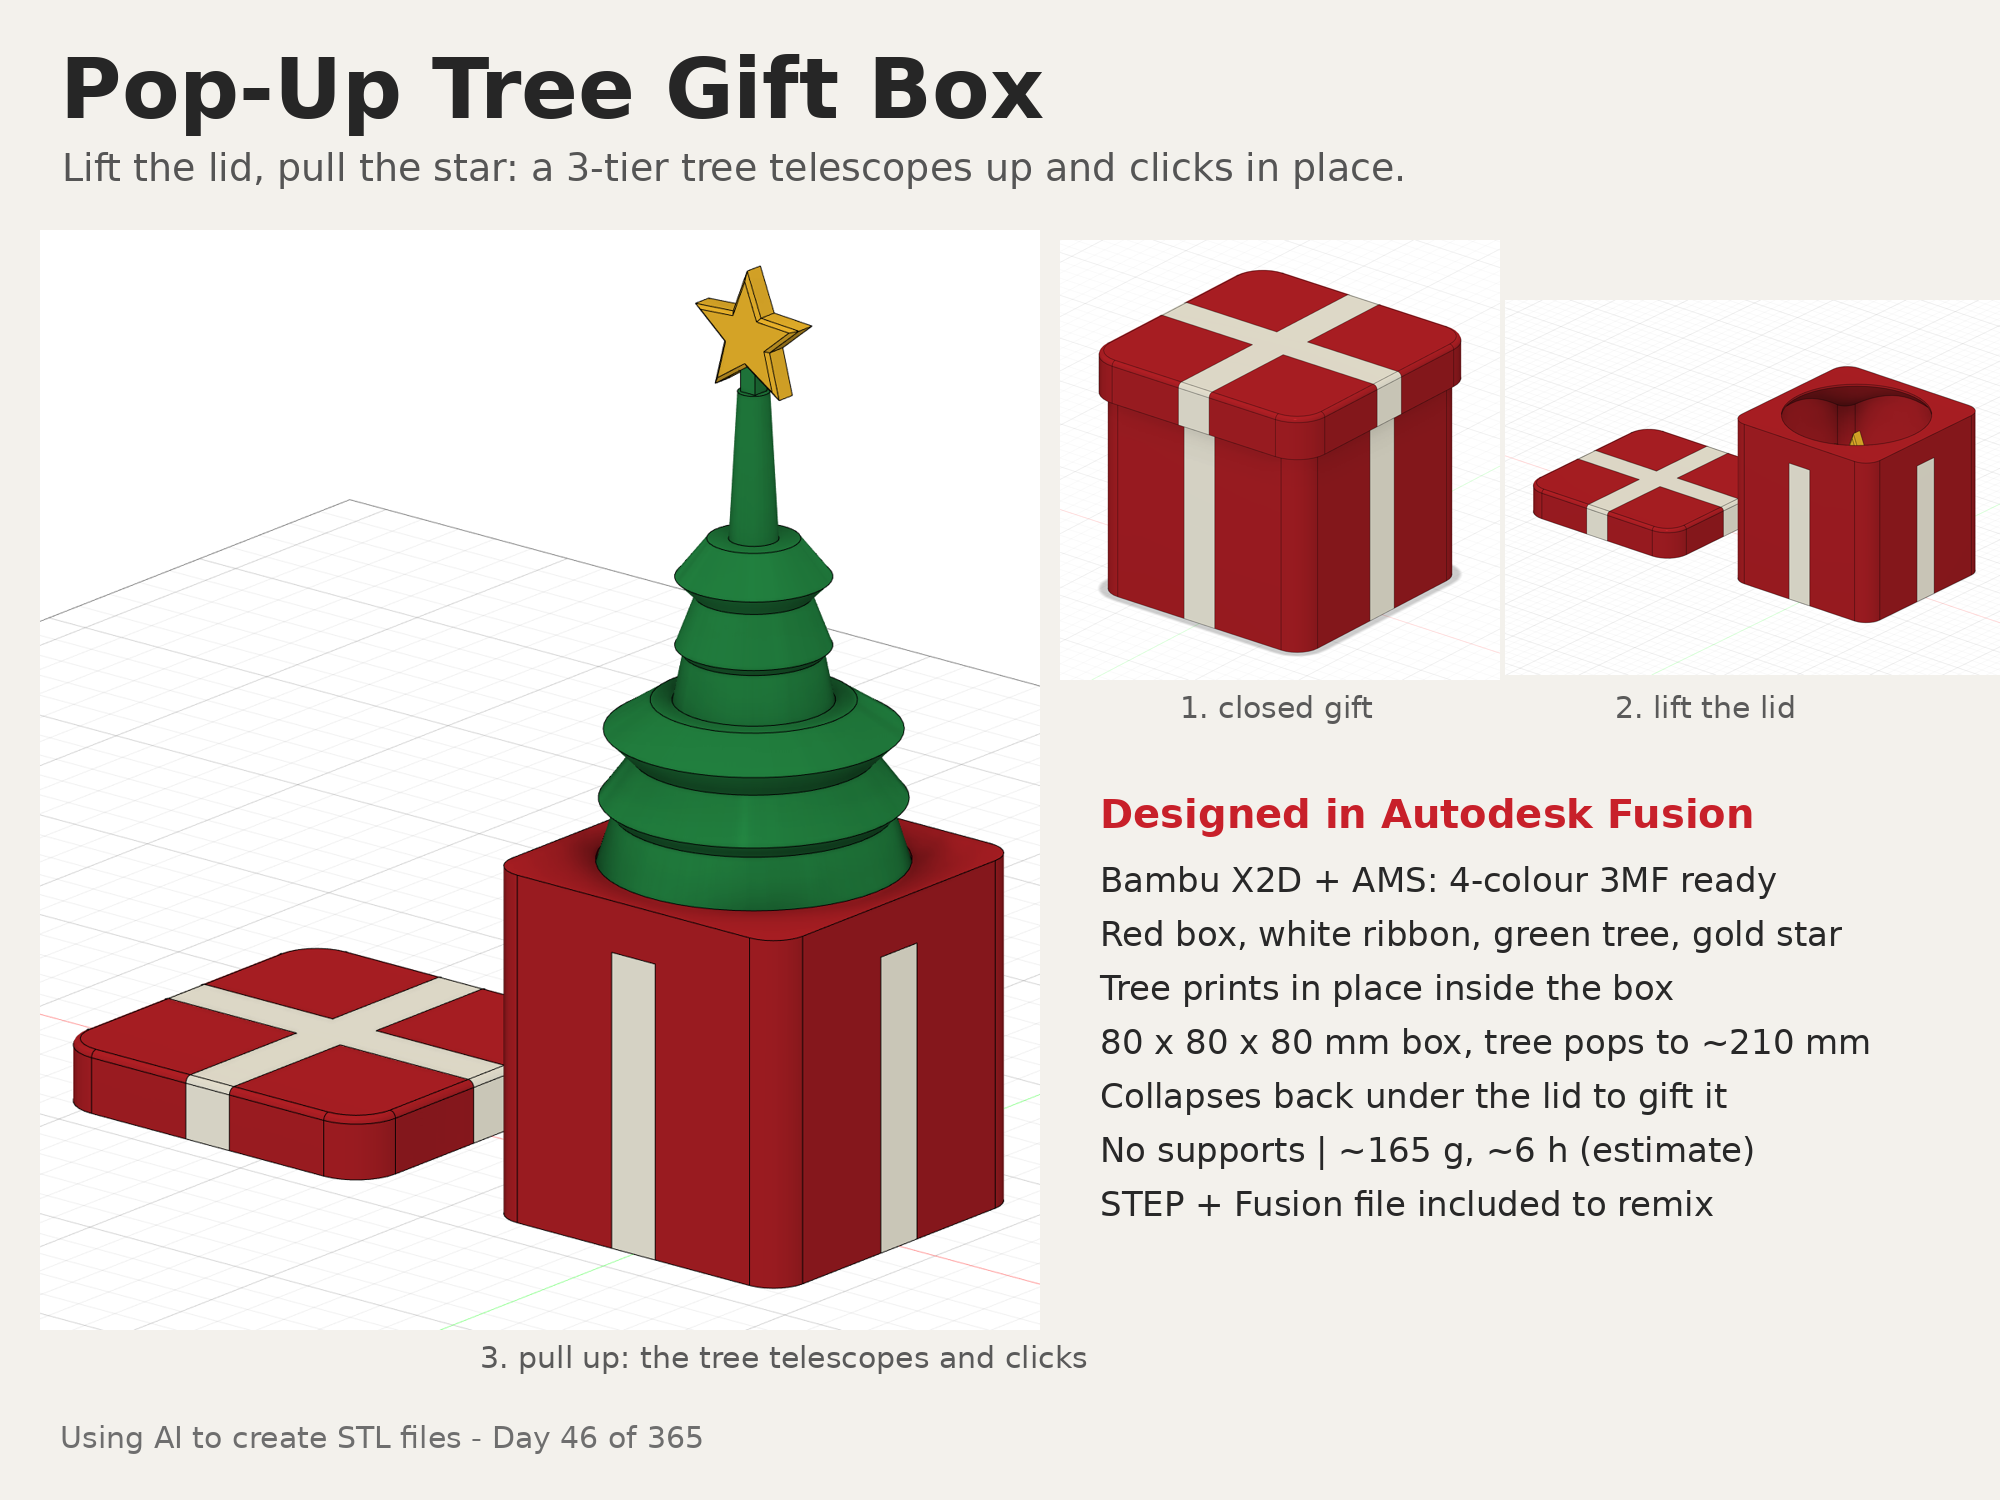 Pop-Up Tree Gift Box
Lift the lid, pull the star: a 3-tier tree telescopes up and clicks in place.
1. closed gift
2. lift the lid
Designed in Autodesk Fusion
Bambu X2D + AMS: 4-colour 3MF ready
Red box, white ribbon, green tree, gold star
Tree prints in place inside the box
80 x 80 x 80 mm box, tree pops to ~210 mm
Collapses back under the lid to gift it
No supports | ~165 g, ~6 h (estimate)
STEP + Fusion file included to remix
3. pull up: the tree telescopes and clicks
Using AI to create STL files - Day 46 of 365